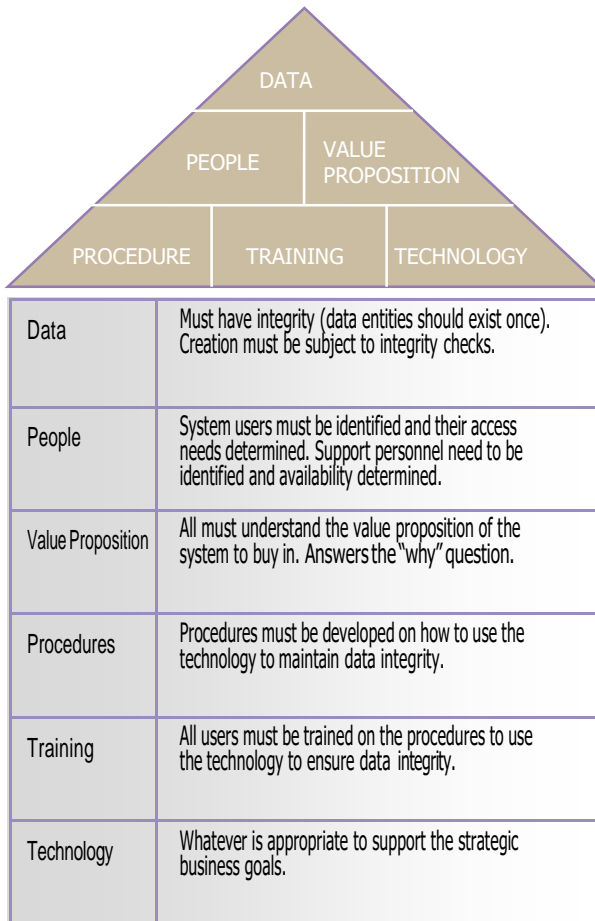 DATA
PEOPLE
VALUE
PROPOSITION
PROCEDURE
TRAINING
TECHNOLOGY
Data
Must have integrity (data entities should exist once).
Creation must be subject to integrity checks.
People
System users must be identified and their access
needs determined. Support personnel need to be
identified and availability determined.
Value Proposition
All must understand the value proposition of the
system to buy in. Answers the “why” question.
Procedures
Procedures must be developed on how to use the
technology to maintain data integrity.
Training
All users must be trained on the procedures to use
the technology to ensure data integrity.
Technology
Whatever is appropriate to support the strategic
business goals.